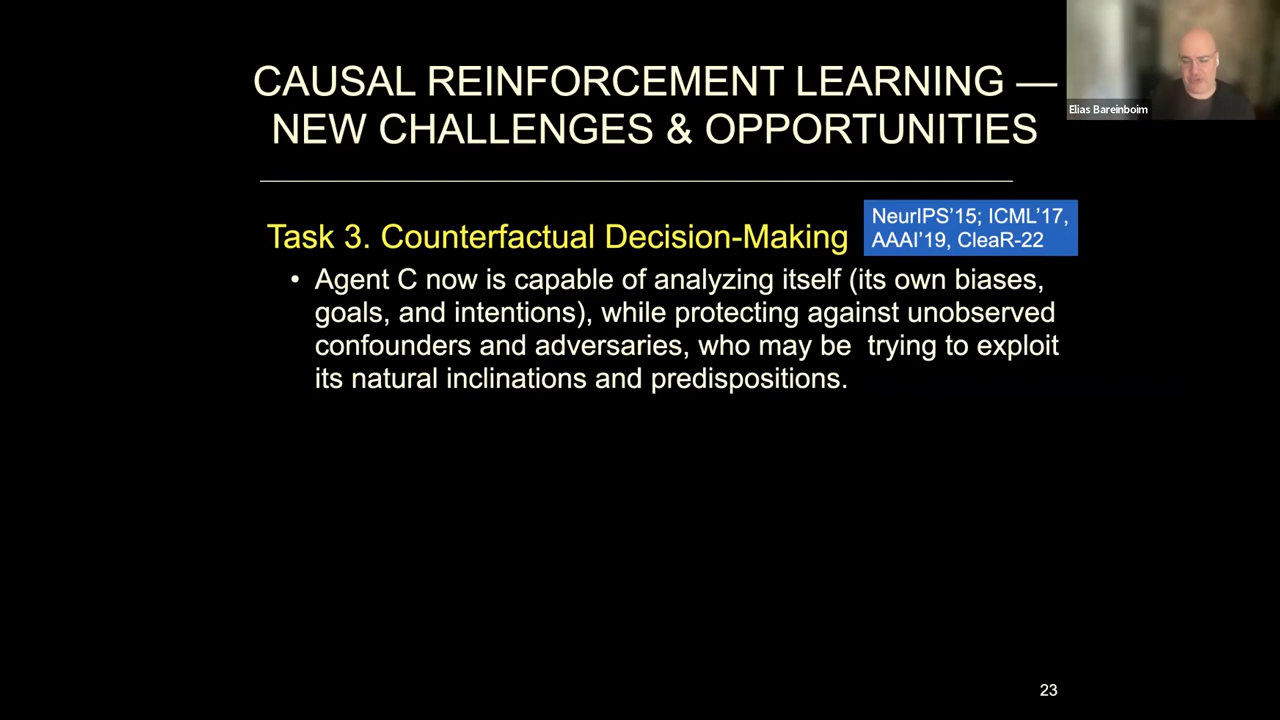 CAUSAL REINFORCEMENT LEARNING —
NEW CHALLENGES & OPPORTUNITIES
Elias Bareinboim
Task 3. Counterfactual Decision-Making
NeurIPS’15; ICML’17,
AAAI’19, CleaR-22
• Agent C now is capable of analyzing itself (its own biases,
goals, and intentions), while protecting against unobserved
confounders and adversaries, who may be  trying to exploit
its natural inclinations and predispositions.
23